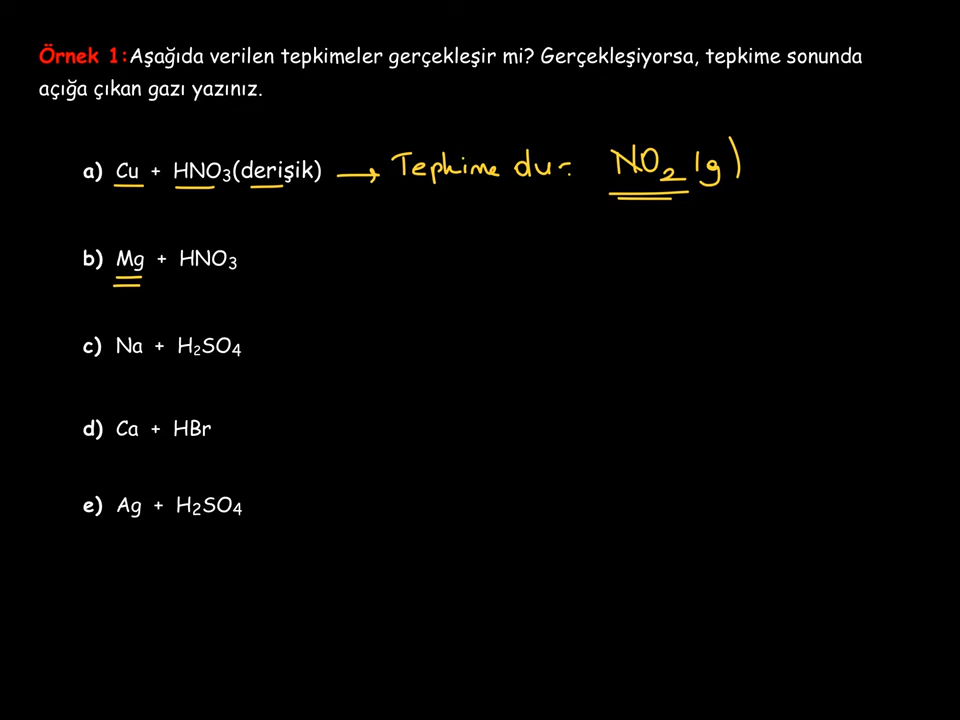 Örnek 1:Aşağıda verilen tepkimeler gerçekleşir mi? Gerçekleşiyorsa, tepkime sonunda
açığa çıkan gazı yazınız.
a) Cu + HNO₃(derişik) → Tepkime dur. NO₂ (g)
b) Mg + HNO₃
c) Na + H₂SO₄
d) Ca + HBr
e) Ag + H₂SO₄